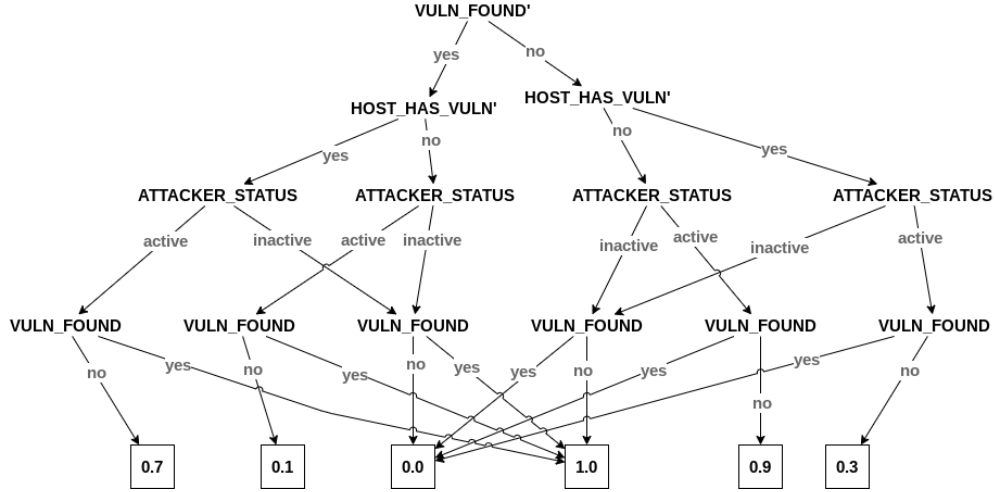 VULN_FOUND'
yes
no
HOST_HAS_VULN'
HOST_HAS_VULN'
yes
no
no
yes
ATTACKER_STATUS
ATTACKER_STATUS
ATTACKER_STATUS
ATTACKER_STATUS
active
inactive
active
inactive
inactive
active
inactive
active
VULN_FOUND
VULN_FOUND
VULN_FOUND
VULN_FOUND
VULN_FOUND
VULN_FOUND
no
yes
no
yes
no
yes
yes
no
yes
no
yes
no
0.7
0.1
0.0
1.0
0.9
0.3